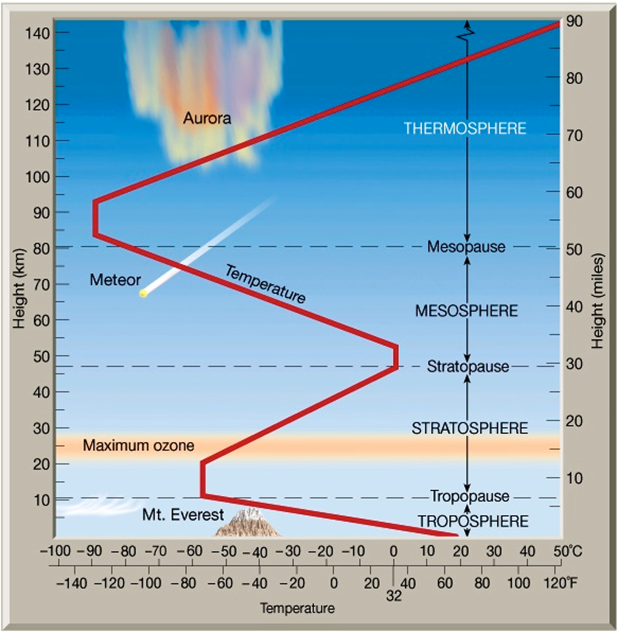 Height (km)
140
130
120
110
100
90
80
70
60
50
40
30
20
10
Aurora
Meteor
Temperature
Maximum ozone
Mt. Everest
THERMOSPHERE
Mesopause
MESOSPHERE
Stratopause
STRATOSPHERE
Tropopause
TROPOSPHERE
90
80
70
60
50
40
30
20
10
Height (miles)
–100 –90 –80 –70 –60 –50 –40 –30 –20 –10 0 10 20 30 40 50°C
–140 –120 –100 –80 –60 –40 –20 0 20 40 60 80 100 120°F
32
Temperature